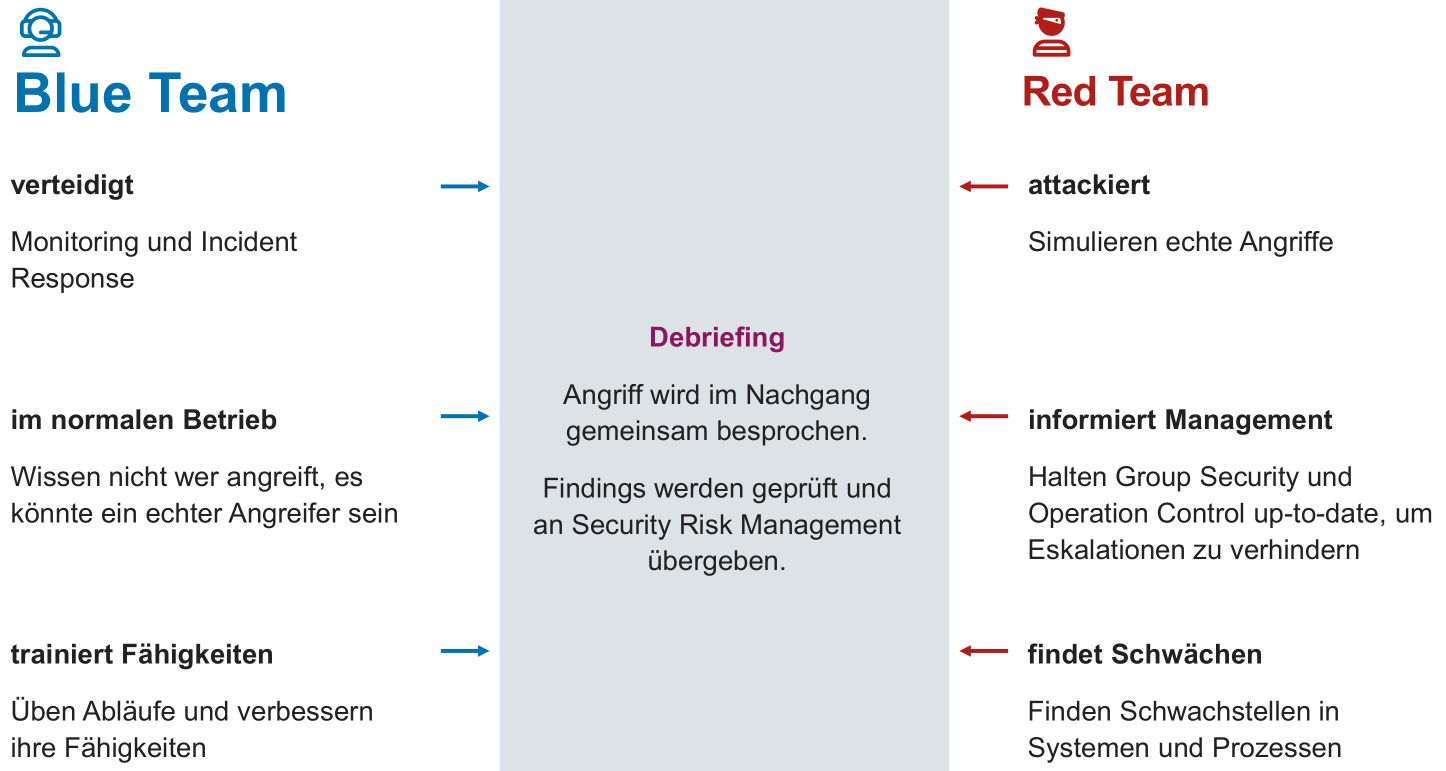 Blue Team
verteidigt
Monitoring und Incident
Response
im normalen Betrieb
Wissen nicht wer angreift, es
könnte ein echter Angreifer sein
trainiert Fähigkeiten
Üben Abläufe und verbessern
ihre Fähigkeiten
Debriefing
Angriff wird im Nachgang
gemeinsam besprochen.
Findings werden geprüft und
an Security Risk Management
übergeben.
Red Team
attackiert
Simulieren echte Angriffe
informiert Management
Halten Group Security und
Operation Control up-to-date, um
Eskalationen zu verhindern
findet Schwächen
Finden Schwachstellen in
Systemen und Prozessen